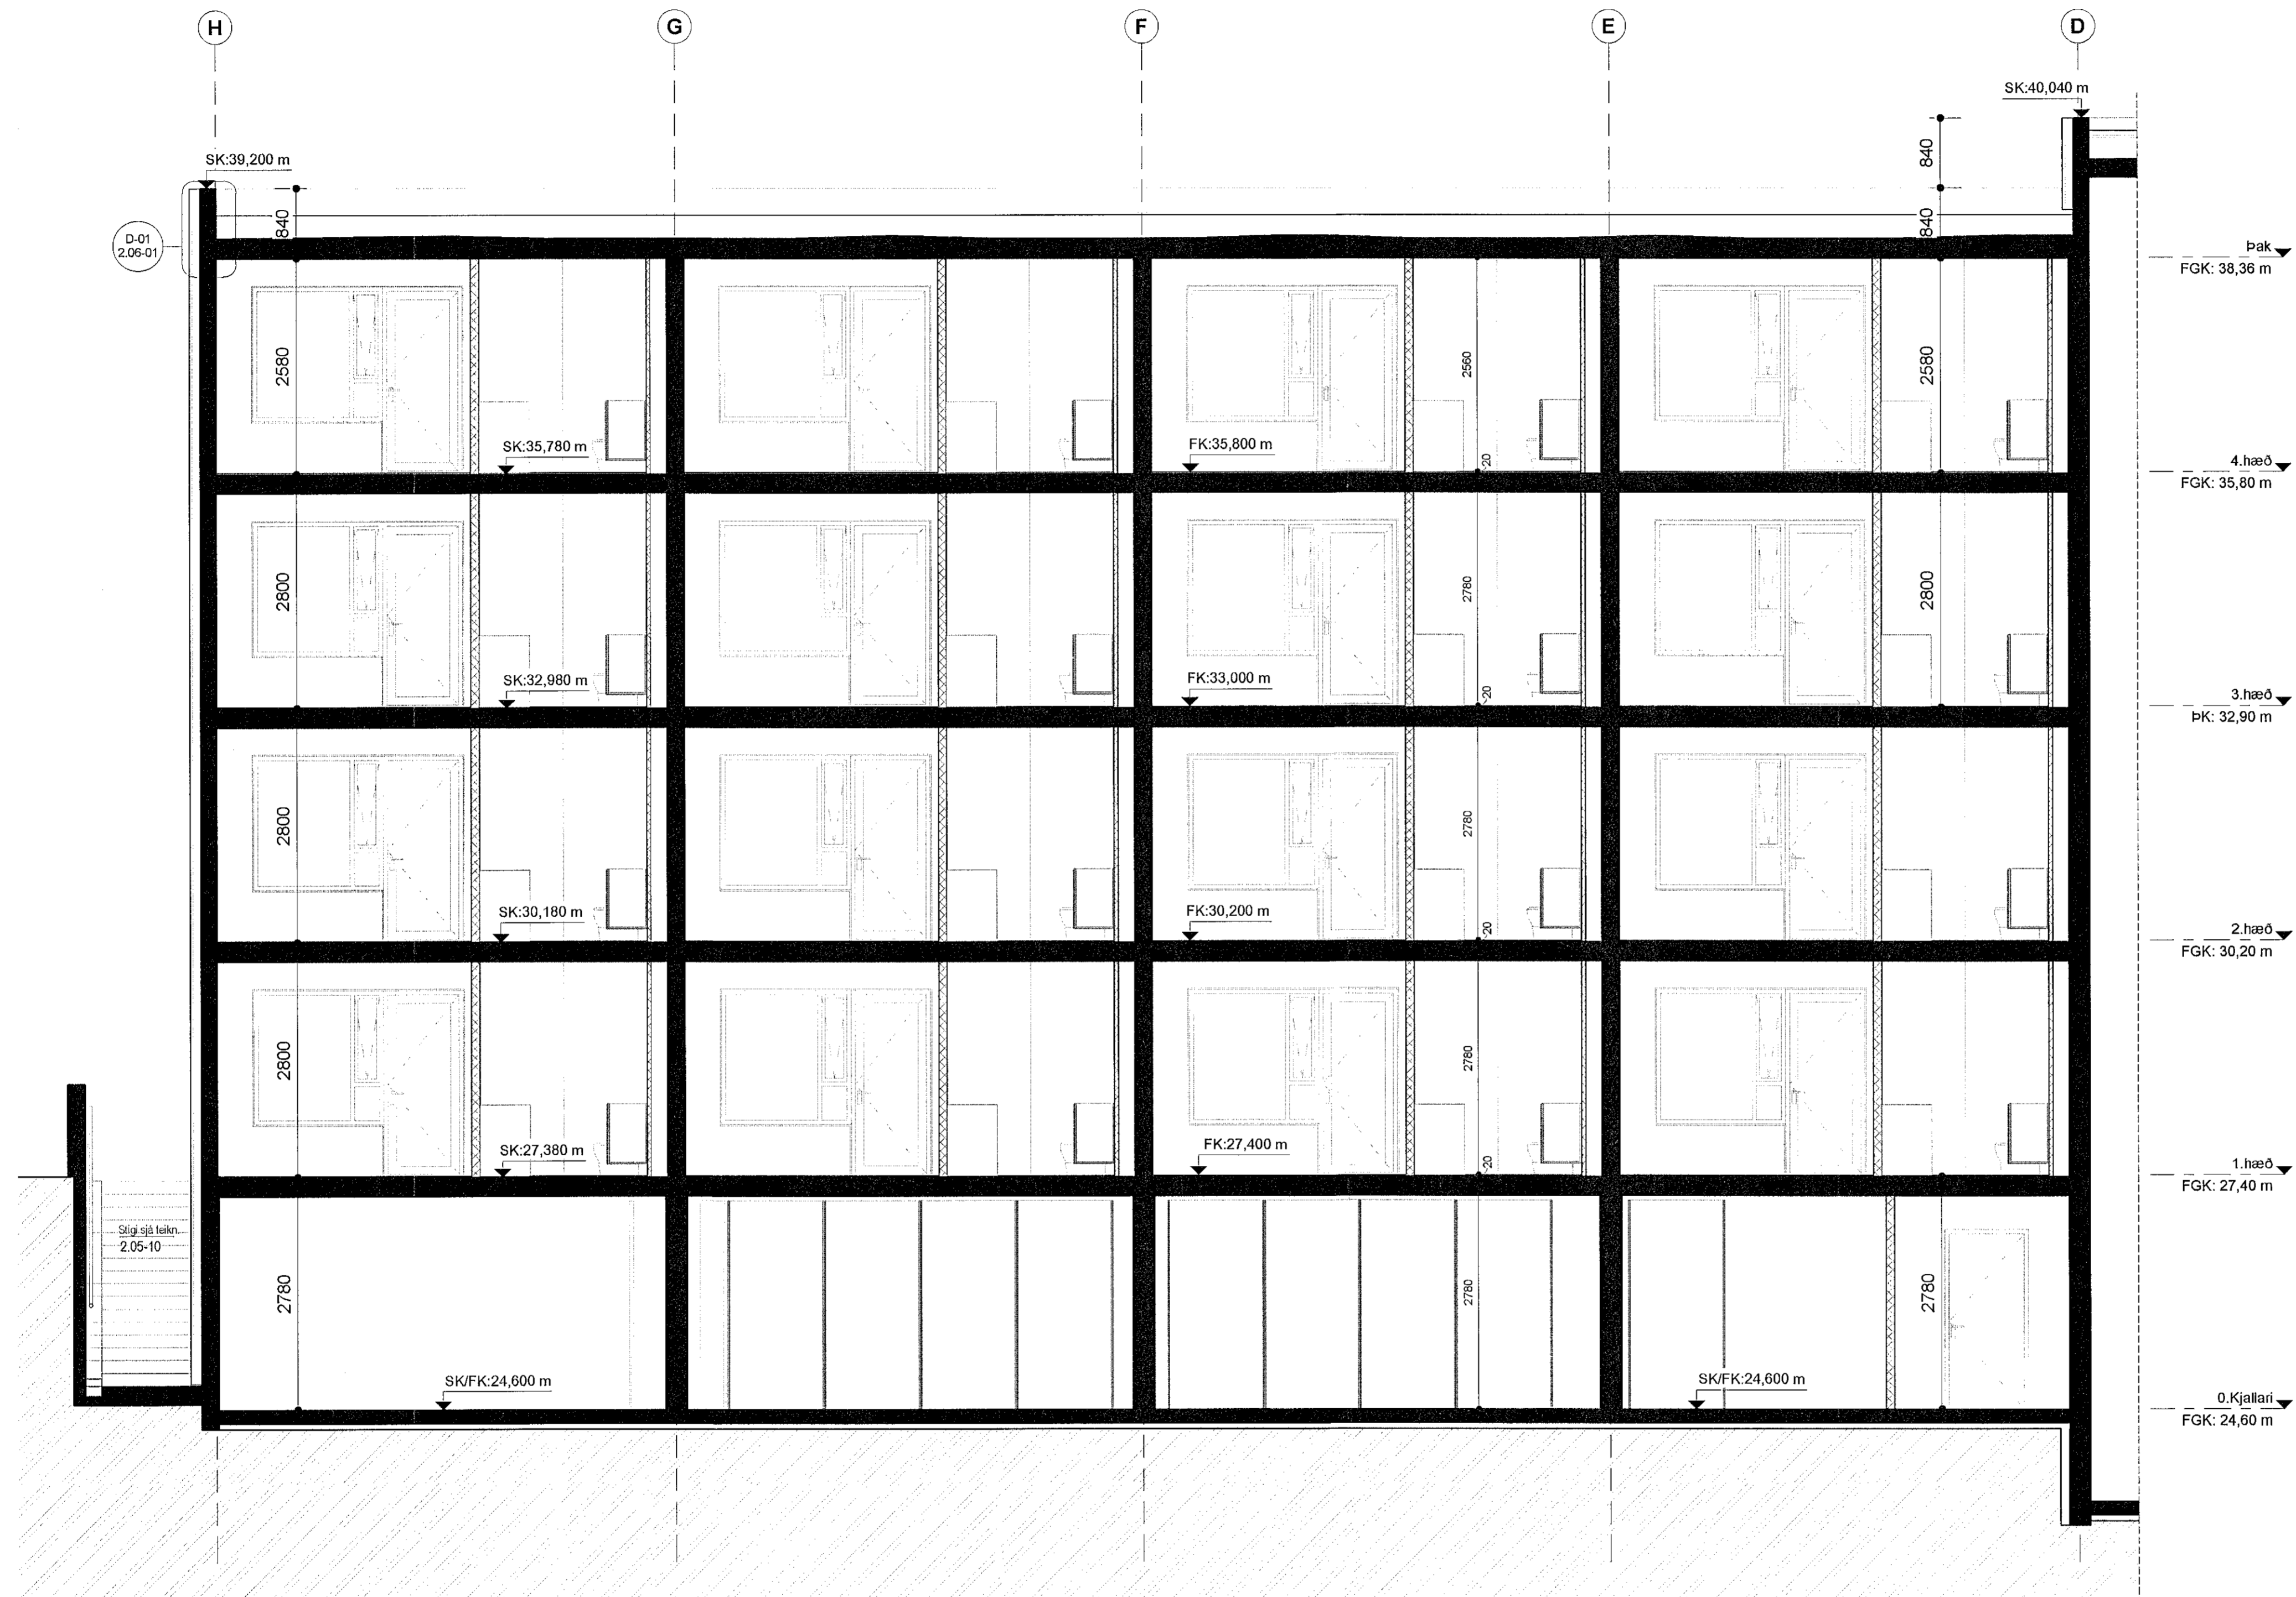 H
G
F
E
D
SK:40,040 m
840
SK:39,200 m
840
840
D-01
2.06-01
Þak
FGK: 38,36 m
2580
2560
2580
SK:35,780 m
FK:35,800 m
20
4.hæð
FGK: 35,80 m
2800
2780
2800
SK:32,980 m
FK:33,000 m
20
3.hæð
ÞK: 32,90 m
2800
2780
SK:30,180 m
FK:30,200 m
20
2.hæð
FGK: 30,20 m
2800
2780
SK:27,380 m
FK:27,400 m
20
1.hæð
FGK: 27,40 m
Stigi sjá teikn.
2.05-10
2780
2780
2780
SK/FK:24,600 m
SK/FK:24,600 m
0.Kjallari
FGK: 24,60 m